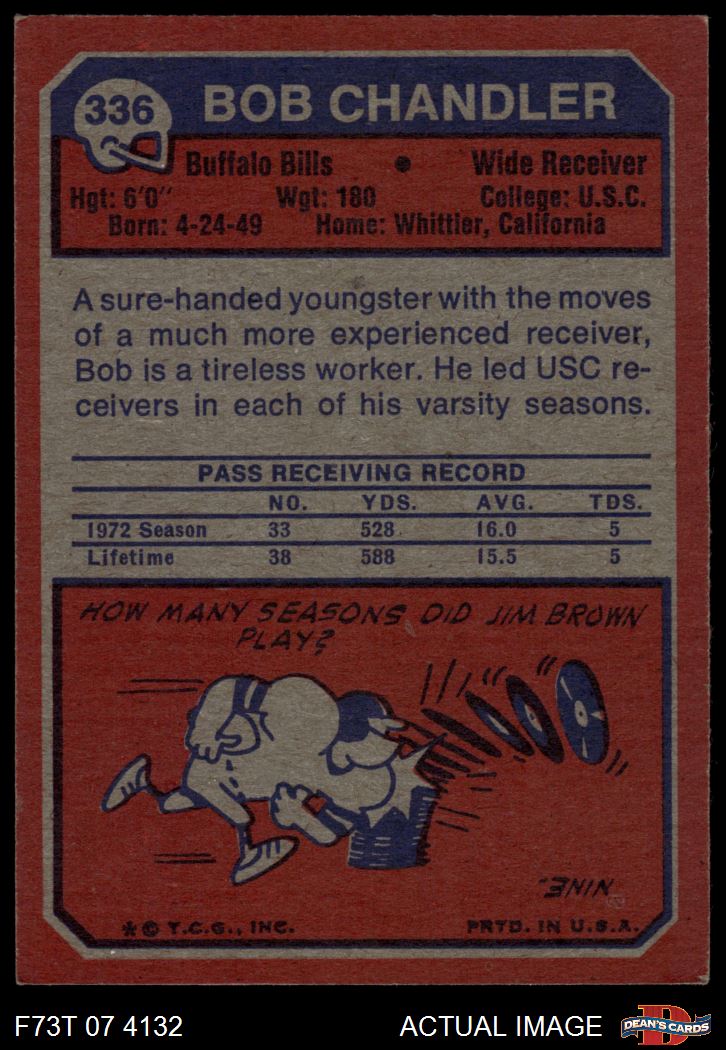 336
BOB CHANDLER
Buffalo Bills • Wide Receiver
Hgt: 6'0" Wgt: 180 College: U.S.C.
Born: 4-24-49 Home: Whittier, California
A sure-handed youngster with the moves
of a much more experienced receiver,
Bob is a tireless worker. He led USC re-
ceivers in each of his varsity seasons.
PASS RECEIVING RECORD
NO. YDS. AVG. TDS.
1972 Season 33 528 16.0 5
Lifetime 38 588 15.5 5
HOW MANY SEASONS DID JIM BROWN
PLAY?
-NINE
* © T.C.G., INC. PRTD. IN U.S.A.
F73T 07 4132 ACTUAL IMAGE
D
DEAN'S CARDS